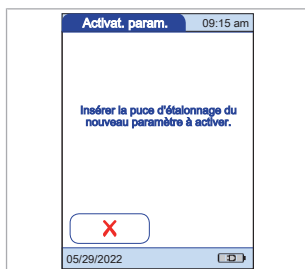 Activat. param. 09:15 am
Insérer la puce d'étalonnage du
nouveau paramètre à activer.
05/29/2022